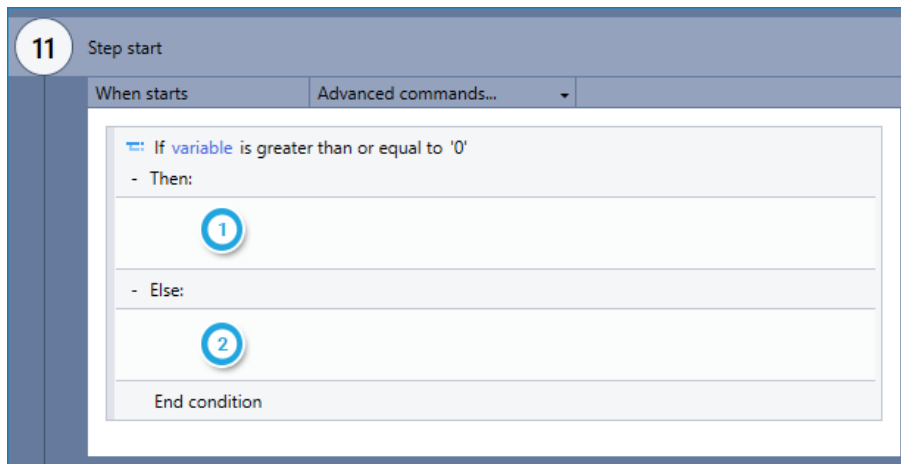 11 Step start
When starts Advanced commands...
If variable is greater than or equal to '0'
- Then:
1
- Else:
2
End condition